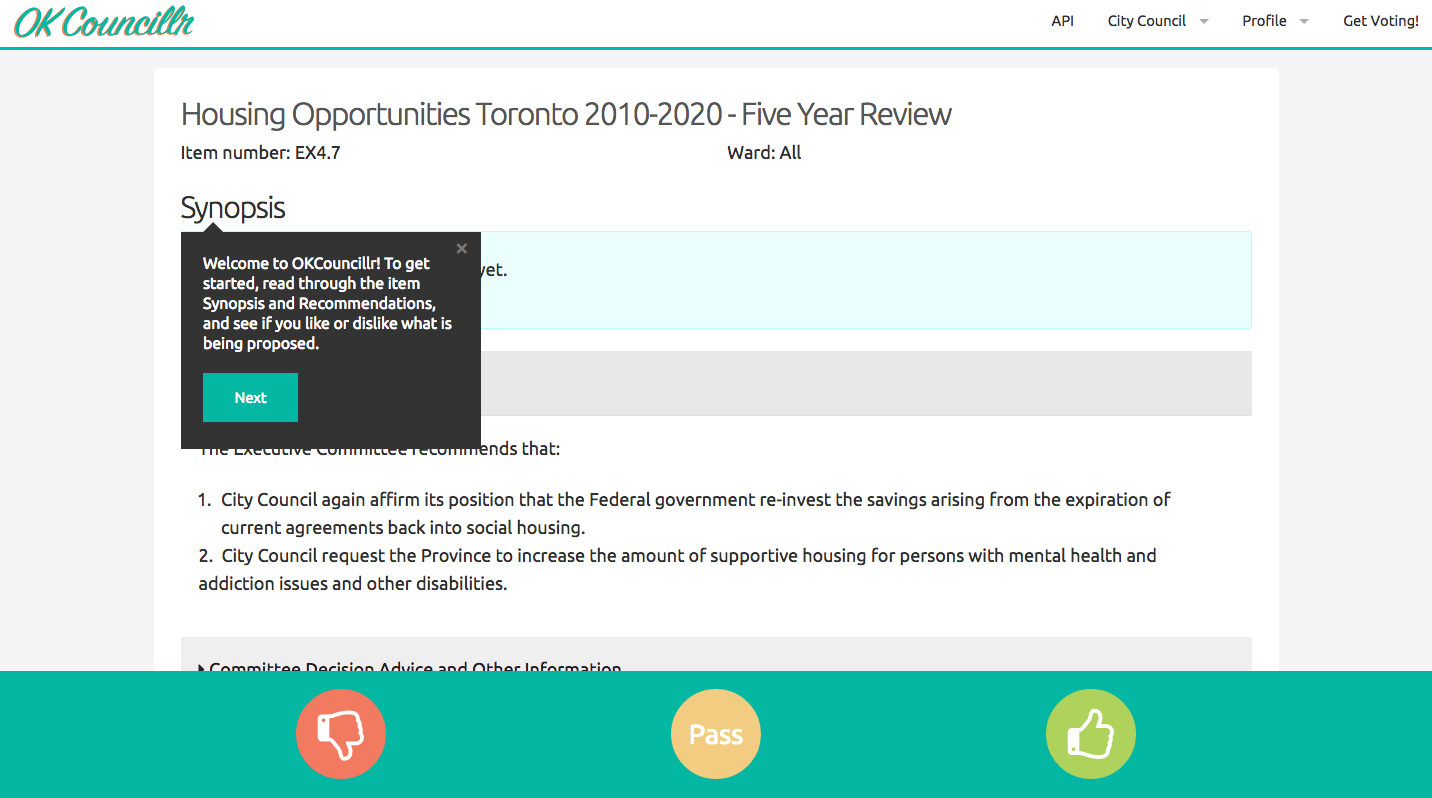 OK Councillr
API City Council Profile Get Voting!
Housing Opportunities Toronto 2010-2020 - Five Year Review
Item number: EX4.7 Ward: All
Synopsis
×
yet.
Welcome to OKCouncillr! To get
started, read through the item
Synopsis and Recommendations,
and see if you like or dislike what is
being proposed.
Next
The Executive Committee recommends that:
1. City Council again affirm its position that the Federal government re-invest the savings arising from the expiration of
current agreements back into social housing.
2. City Council request the Province to increase the amount of supportive housing for persons with mental health and
addiction issues and other disabilities.
Committee Decision Advice and Other Information
Pass